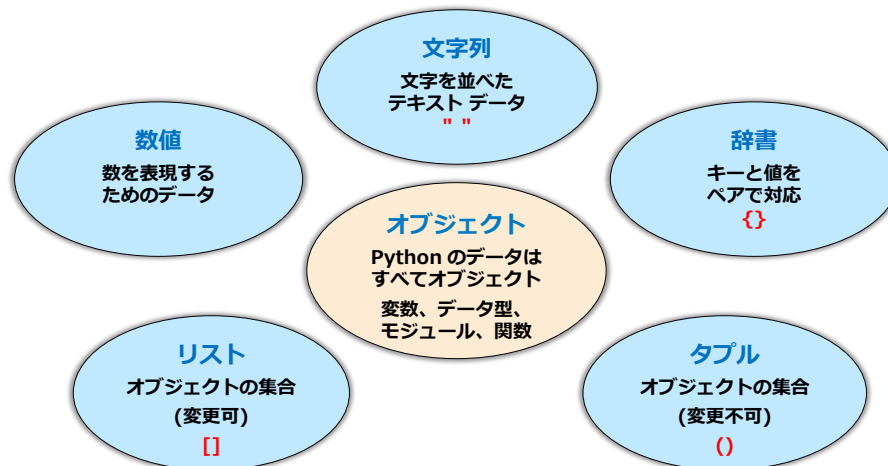 文字列
文字を並べた
テキスト データ
" "
数値
数を表現する
ためのデータ
辞書
キーと値を
ペアで対応
{}
オブジェクト
Python のデータは
すべてオブジェクト
変数、データ型、
モジュール、関数
リスト
オブジェクトの集合
(変更可)
[]
タプル
オブジェクトの集合
(変更不可)
()